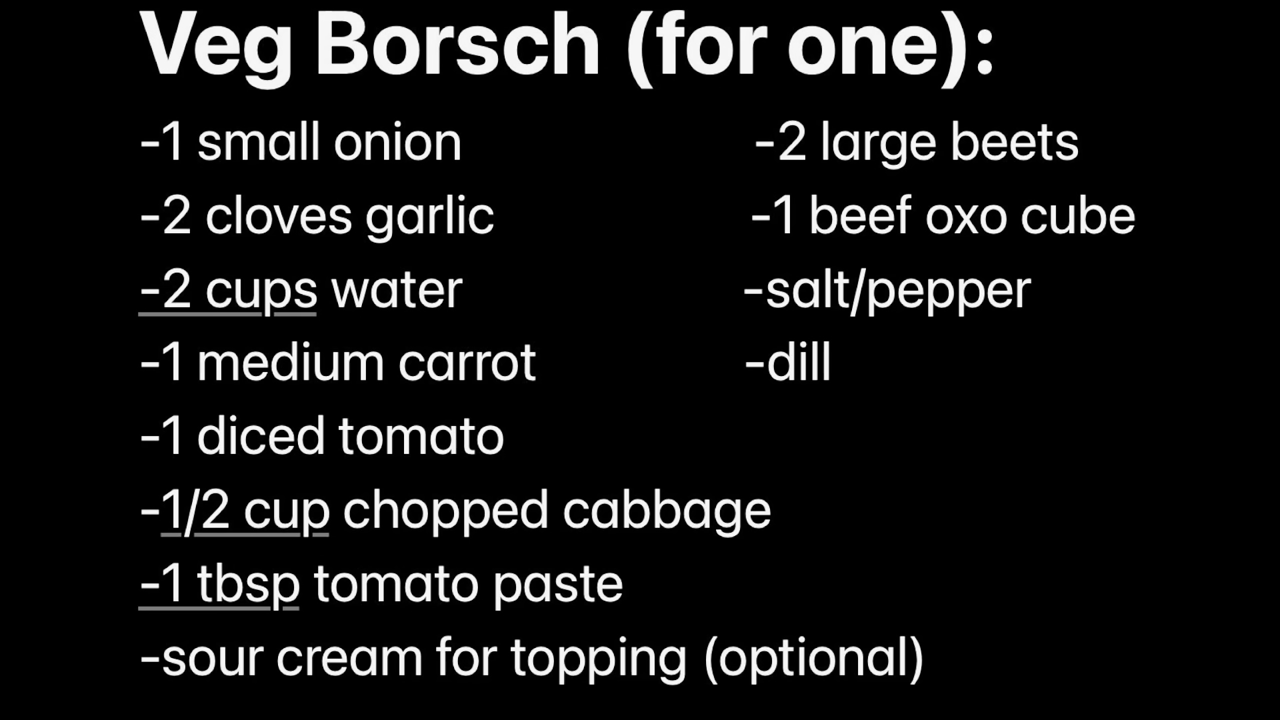 Veg Borsch (for one):
-1 small onion
-2 cloves garlic
-2 cups water
-1 medium carrot
-1 diced tomato
-1/2 cup chopped cabbage
-1 tbsp tomato paste
-sour cream for topping (optional)
-2 large beets
-1 beef oxo cube
-salt/pepper
-dill